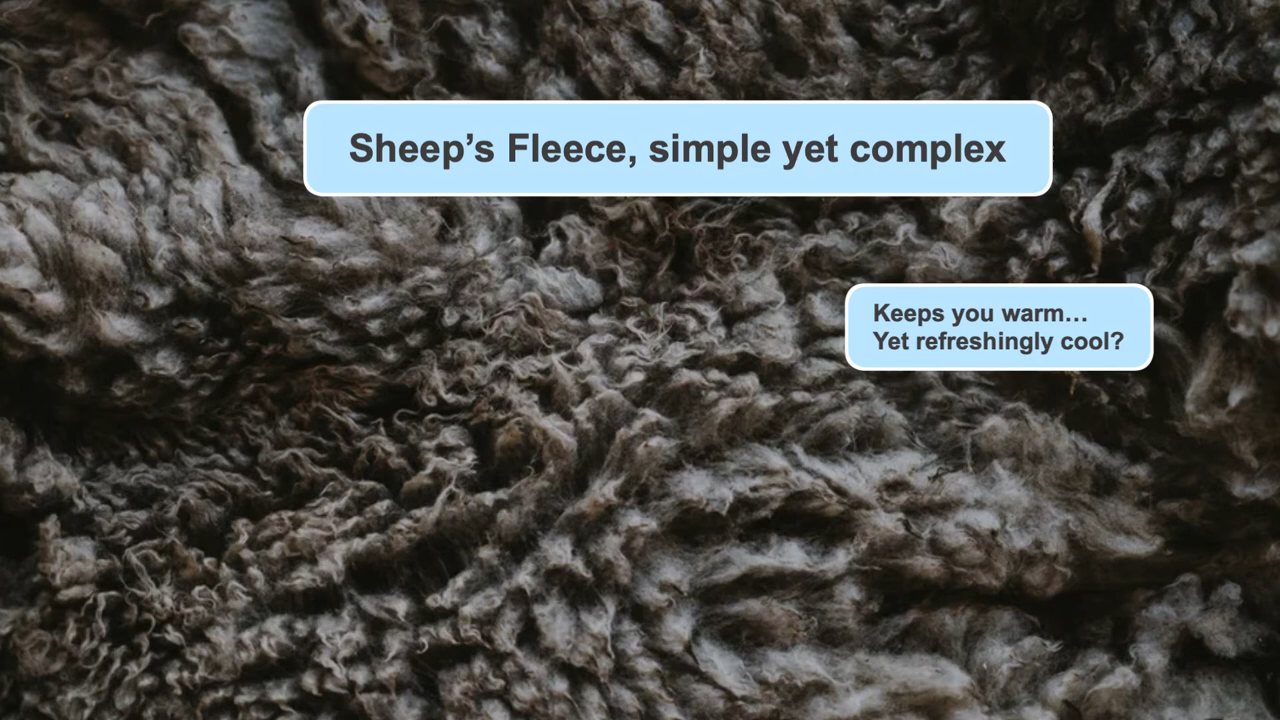 Sheep’s Fleece, simple yet complex
Keeps you warm…
Yet refreshingly cool?